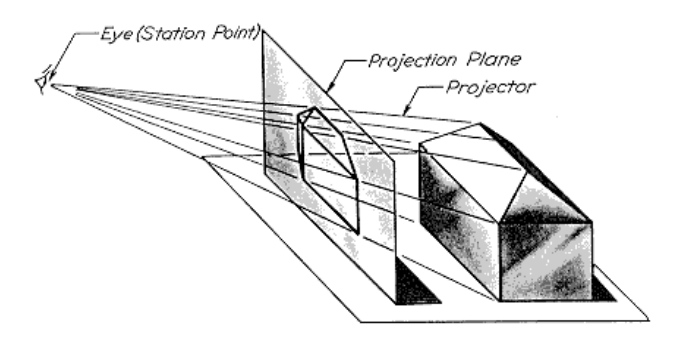 Eye (Station Point)
Projection Plane
Projector